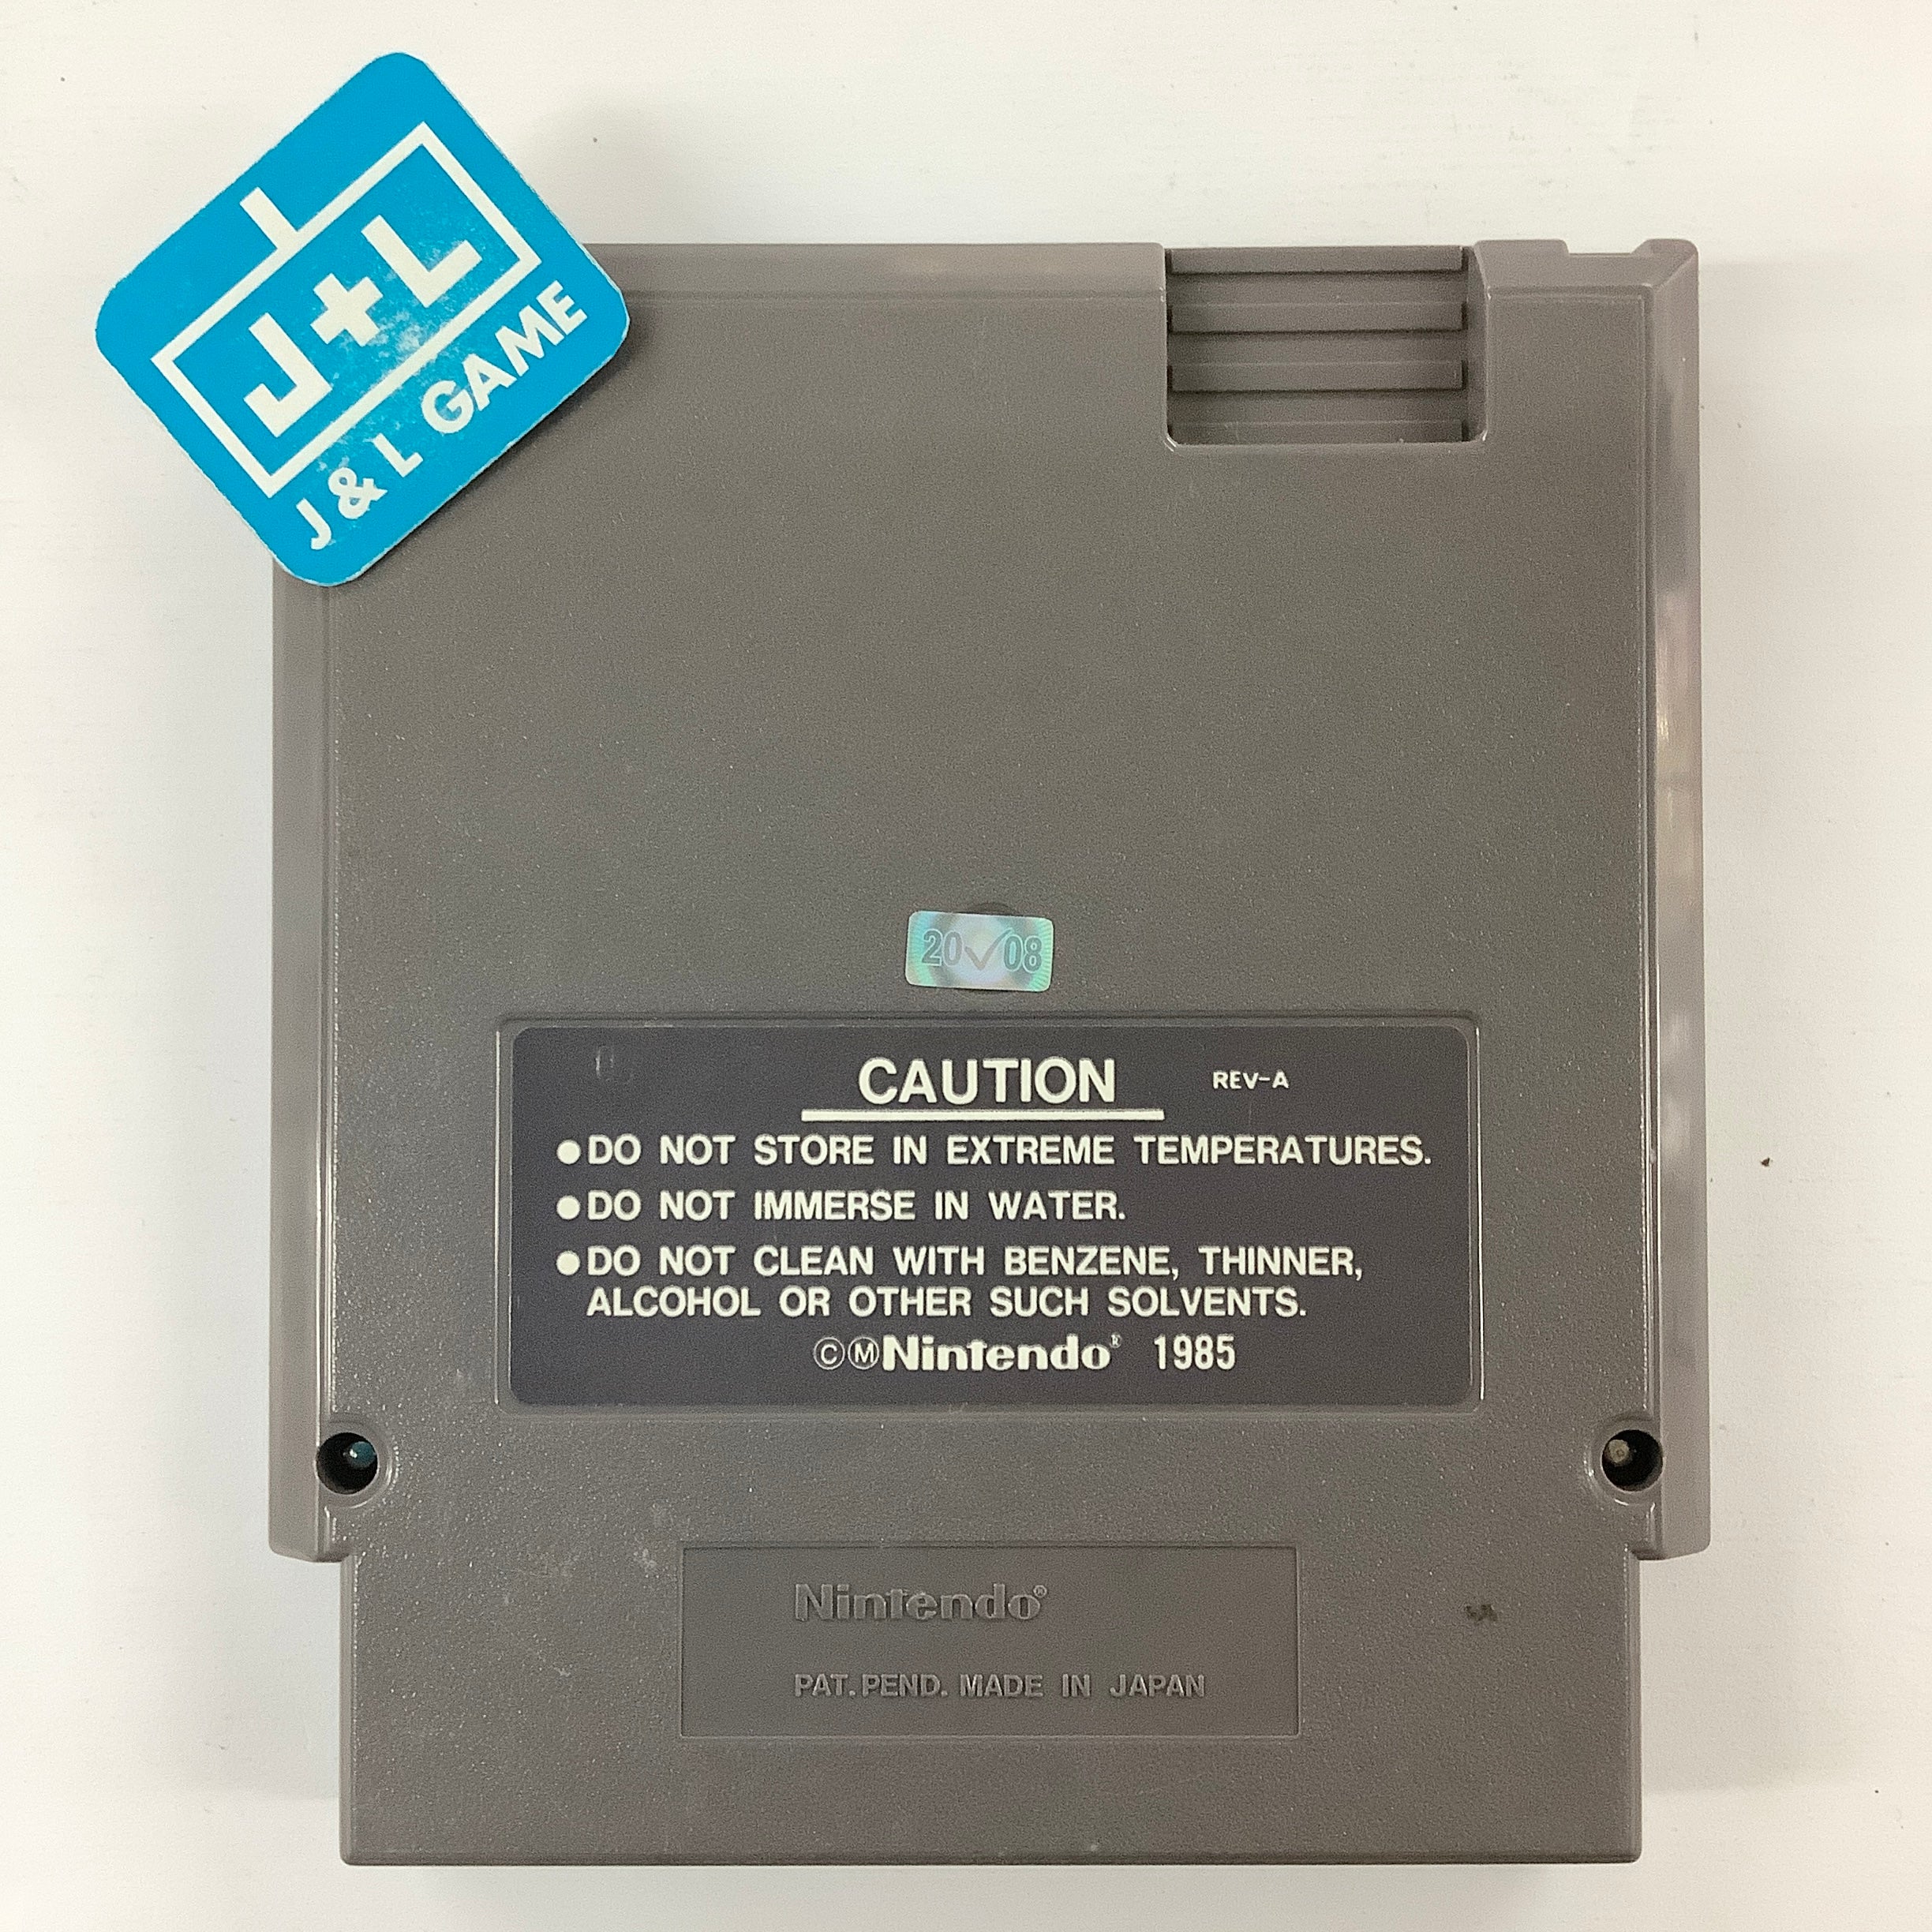 J+L
J & L GAME
20✓08
CAUTION REV-A
●DO NOT STORE IN EXTREME TEMPERATURES.
●DO NOT IMMERSE IN WATER.
●DO NOT CLEAN WITH BENZENE, THINNER,
ALCOHOL OR OTHER SUCH SOLVENTS.
©ⓂNintendo® 1985
Nintendo®
PAT. PEND. MADE IN JAPAN